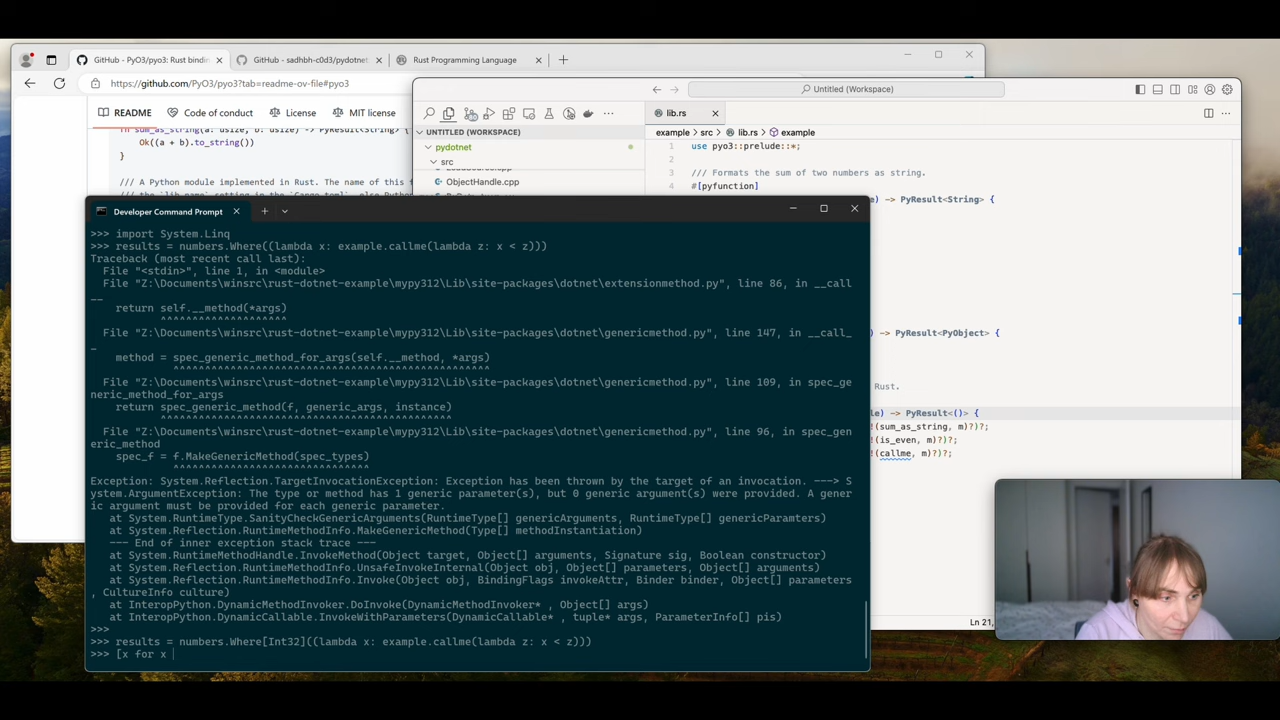 GitHub - PyO3/pyo3: Rust bindin
GitHub - sadhbh-c0d3/pydotnet
Rust Programming Language
https://github.com/PyO3/pyo3?tab=readme-ov-file#pyo3
README
Code of conduct
License
MIT license
fn sum_as_string(a: usize, b: usize) -> PyResult<String> {
Ok((a + b).to_string())
}
/// A Python module implemented in Rust. The name of this f
Untitled (Workspace)
UNTITLED (WORKSPACE)
pydotnet
src
ObjectHandle.cpp
lib.rs
example > src > lib.rs > example
1 use pyo3::prelude::*;
2
3 /// Formats the sum of two numbers as string.
4 #[pyfunction]
) -> PyResult<String> {
) -> PyResult<PyObject> {
Rust.
le) -> PyResult<()> {
!(sum_as_string, m)?)?;
!(is_even, m)?)?;
!(callme, m)?)?;
Ln 21,
Developer Command Prompt
>>> import System.Linq
>>> results = numbers.Where((lambda x: example.callme(lambda z: x < z)))
Traceback (most recent call last):
File "<stdin>", line 1, in <module>
File "Z:\Documents\winsrc\rust-dotnet-example\mypy312\Lib\site-packages\dotnet\extensionmethod.py", line 86, in __call
__
return self.__method(*args)
^^^^^^^^^^^^^^^^^^^^
File "Z:\Documents\winsrc\rust-dotnet-example\mypy312\Lib\site-packages\dotnet\genericmethod.py", line 147, in __call_
_
method = spec_generic_method_for_args(self.__method, *args)
^^^^^^^^^^^^^^^^^^^^^^^^^^^^^^^^^^^^^^^^^^^^^^^^^^
File "Z:\Documents\winsrc\rust-dotnet-example\mypy312\Lib\site-packages\dotnet\genericmethod.py", line 109, in spec_ge
neric_method_for_args
return spec_generic_method(f, generic_args, instance)
^^^^^^^^^^^^^^^^^^^^^^^^^^^^^^^^^^^^^^^^^^^^^^
File "Z:\Documents\winsrc\rust-dotnet-example\mypy312\Lib\site-packages\dotnet\genericmethod.py", line 96, in spec_gen
eric_method
spec_f = f.MakeGenericMethod(spec_types)
^^^^^^^^^^^^^^^^^^^^^^^^^^^^^^^
Exception: System.Reflection.TargetInvocationException: Exception has been thrown by the target of an invocation. ---> S
ystem.ArgumentException: The type or method has 1 generic parameter(s), but 0 generic argument(s) were provided. A gener
ic argument must be provided for each generic parameter.
at System.RuntimeType.SanityCheckGenericArguments(RuntimeType[] genericArguments, RuntimeType[] genericParamters)
at System.Reflection.RuntimeMethodInfo.MakeGenericMethod(Type[] methodInstantiation)
--- End of inner exception stack trace ---
at System.RuntimeMethodHandle.InvokeMethod(Object target, Object[] arguments, Signature sig, Boolean constructor)
at System.Reflection.RuntimeMethodInfo.UnsafeInvokeInternal(Object obj, Object[] parameters, Object[] arguments)
at System.Reflection.RuntimeMethodInfo.Invoke(Object obj, BindingFlags invokeAttr, Binder binder, Object[] parameters
, CultureInfo culture)
at InteropPython.DynamicMethodInvoker.DoInvoke(DynamicMethodInvoker* , Object[] args)
at InteropPython.DynamicCallable.InvokeWithParameters(DynamicCallable* , tuple* args, ParameterInfo[] pis)
>>>
>>> results = numbers.Where[Int32]((lambda x: example.callme(lambda z: x < z)))
>>> [x for x